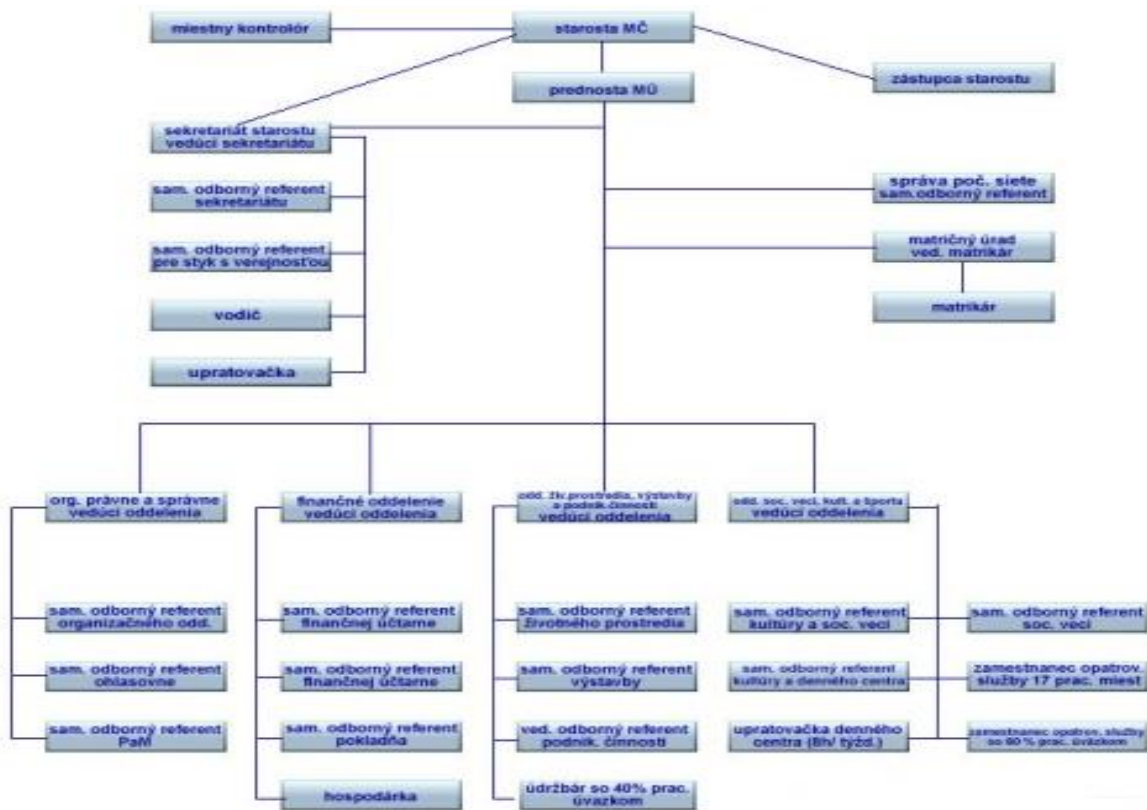 miestny kontrolór
starosta MČ
zástupca starostu
prednosta MÚ
sekretariát starostu
vedúci sekretariátu
sam. odborný referent
sekretariátu
správa poč. siete
sam.odborný referent
sam. odborný referent
pre styk s verejnosťou
matričný úrad
ved. matrikár
vodič
matrikár
upratovačka
org. právne a správne
vedúci oddelenia
finančné oddelenie
vedúci oddelenia
odd. živ.prostredia, výstavby
a podnik.činnosti
vedúci oddelenia
odd. soc. vecí, kult. a športu
vedúci oddelenia
sam. odborný referent
organizačného odd.
sam. odborný referent
finančnej účtarne
sam. odborný referent
životného prostredia
sam. odborný referent
kultúry a soc. vecí
sam. odborný referent
soc. vecí
sam. odborný referent
ohlasovne
sam. odborný referent
finančnej účtarne
sam. odborný referent
výstavby
sam. odborný referent
kultúry a denného centra
zamestnanec opatrov.
služby 17 prac. miest
sam. odborný referent
PaM
sam. odborný referent
pokladňa
ved. odborný referent
podnik. činnosti
upratovačka denného
centra (8h/ týžd.)
zamestnanec opatrov. služby
so 60 % prac. úväzkom
hospodárka
údržbár so 40% prac.
úvazkom